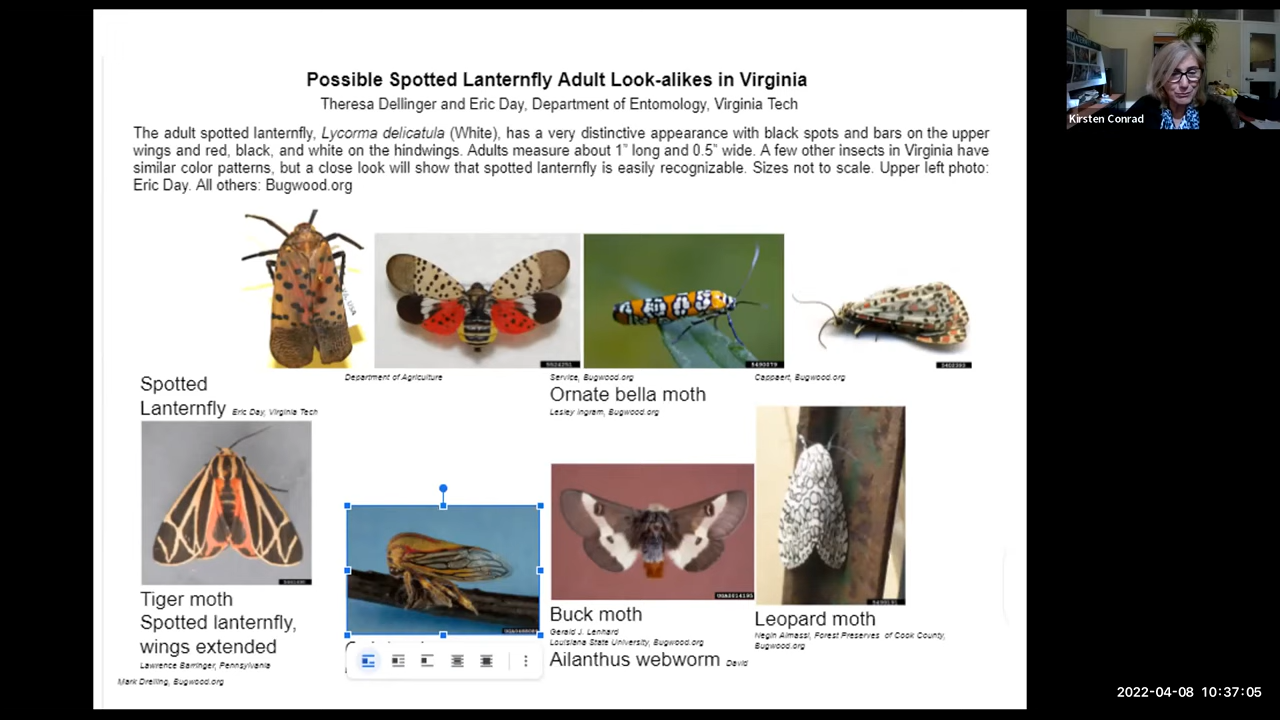 Possible Spotted Lanternfly Adult Look-alikes in Virginia
Theresa Dellinger and Eric Day, Department of Entomology, Virginia Tech
The adult spotted lanternfly, Lycorma delicatula (White), has a very distinctive appearance with black spots and bars on the upper
wings and red, black, and white on the hindwings. Adults measure about 1" long and 0.5" wide. A few other insects in Virginia have
similar color patterns, but a close look will show that spotted lanternfly is easily recognizable. Sizes not to scale. Upper left photo:
Eric Day. All others: Bugwood.org
Kirsten Conrad
Department of Agriculture
Service, Bugwood.org
Cappaert, Bugwood.org
Spotted
Lanternfly Eric Day, Virginia Tech
Ornate bella moth
Lesley Ingram, Bugwood.org
Tiger moth
Spotted lanternfly,
wings extended
Lawrence Barringer, Pennsylvania
Mark Dreiling, Bugwood.org
Buck moth
Gerald J. Lenhard
Louisiana State University, Bugwood.org
Ailanthus webworm David
Leopard moth
Negin Almassi, Forest Preserves of Cook County,
Bugwood.org
2022-04-08 10:37:05